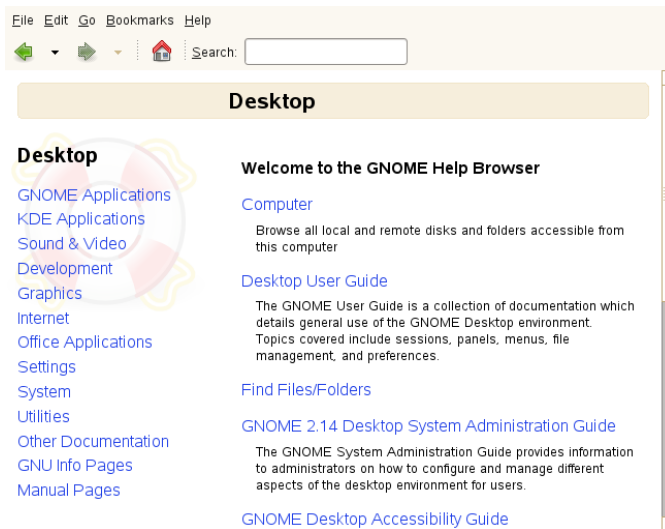 File Edit Go Bookmarks Help
Search:
Desktop
Desktop
GNOME Applications
KDE Applications
Sound & Video
Development
Graphics
Internet
Office Applications
Settings
System
Utilities
Other Documentation
GNU Info Pages
Manual Pages
Welcome to the GNOME Help Browser
Computer
Browse all local and remote disks and folders accessible from
this computer
Desktop User Guide
The GNOME User Guide is a collection of documentation which
details general use of the GNOME Desktop environment.
Topics covered include sessions, panels, menus, file
management, and preferences.
Find Files/Folders
GNOME 2.14 Desktop System Administration Guide
The GNOME System Administration Guide provides information
to administrators on how to configure and manage different
aspects of the desktop environment for users.
GNOME Desktop Accessibility Guide